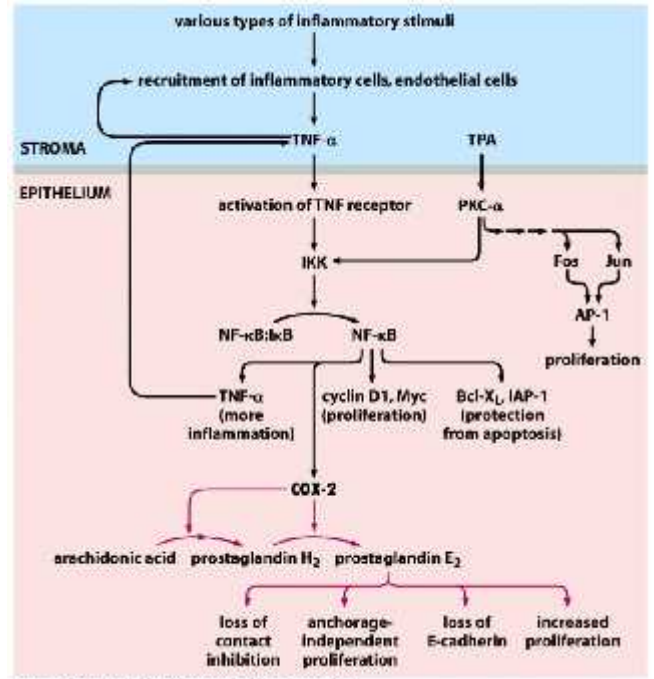 various types of inflammatory stimuli
recruitment of inflammatory cells, endothelial cells
TNF-α TPA
STROMA
EPITHELIUM
activation of TNF receptor PKC-α
IKK Fos Jun
AP-1
NF-κB:IκB NF-κB
proliferation
TNF-α cyclin D1, Myc Bcl-XL, IAP-1
(more (proliferation) (protection
inflammation) from apoptosis)
COX-2
arachidonic acid prostaglandin H2 prostaglandin E2
loss of anchorage- loss of increased
contact independent E-cadherin proliferation
inhibition proliferation